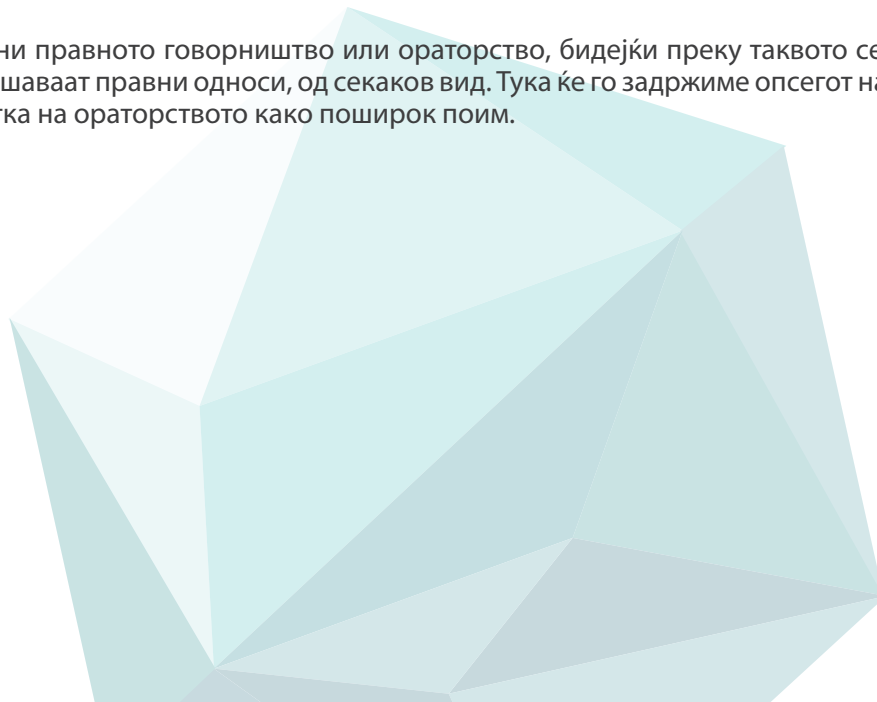 ни правното говорништво или ораторство, бидејќи преку таквото се
шаваат правни односи, од секаков вид. Тука ќе го задржиме опсегот на
тка на ораторството како поширок поим.